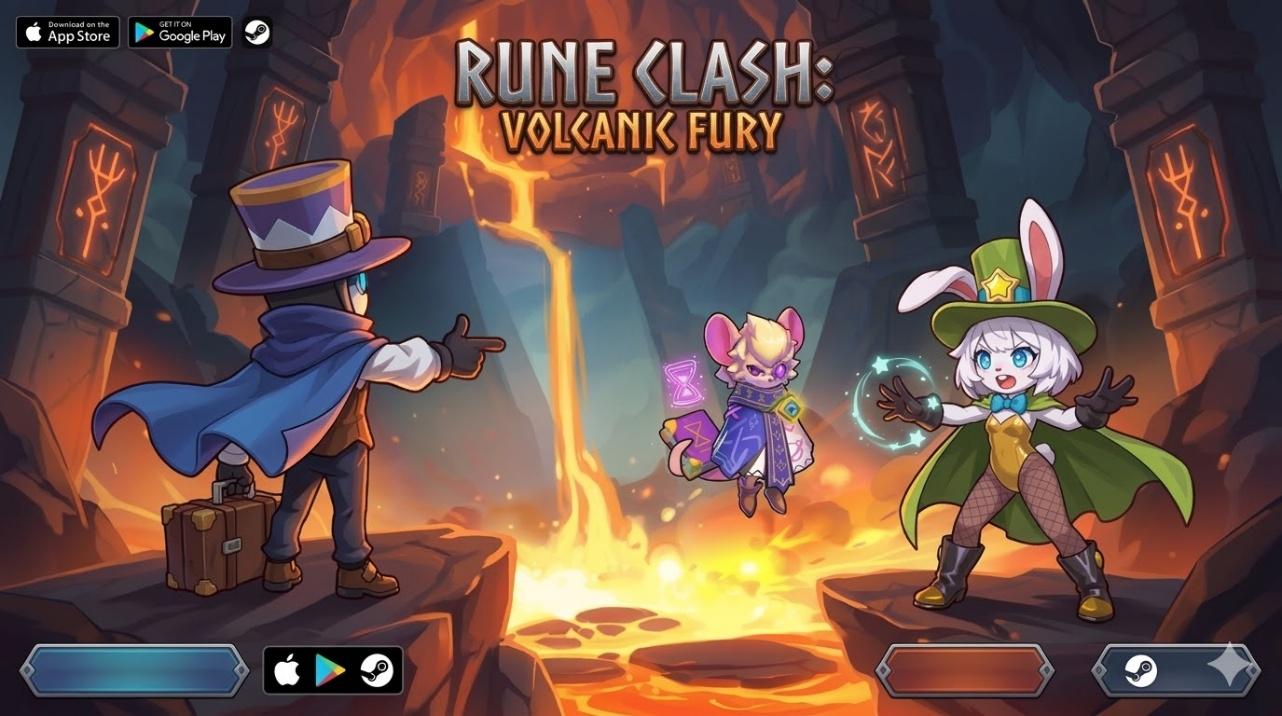 Download on the
App Store
GET IT ON
Google Play
RUNE CLASH:
VOLCANIC FURY